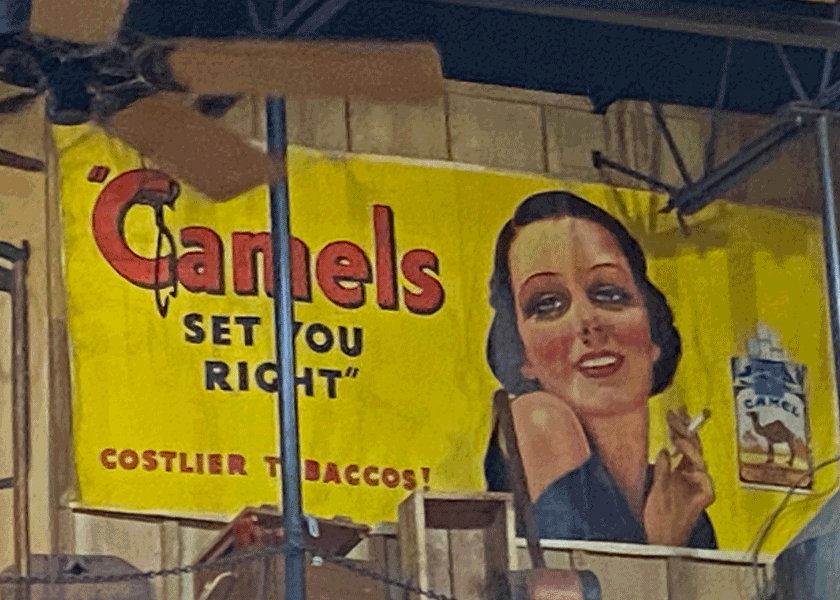 "Camels
SET YOU
RIGHT"
COSTLIER TOBACCOS!
CAMEL